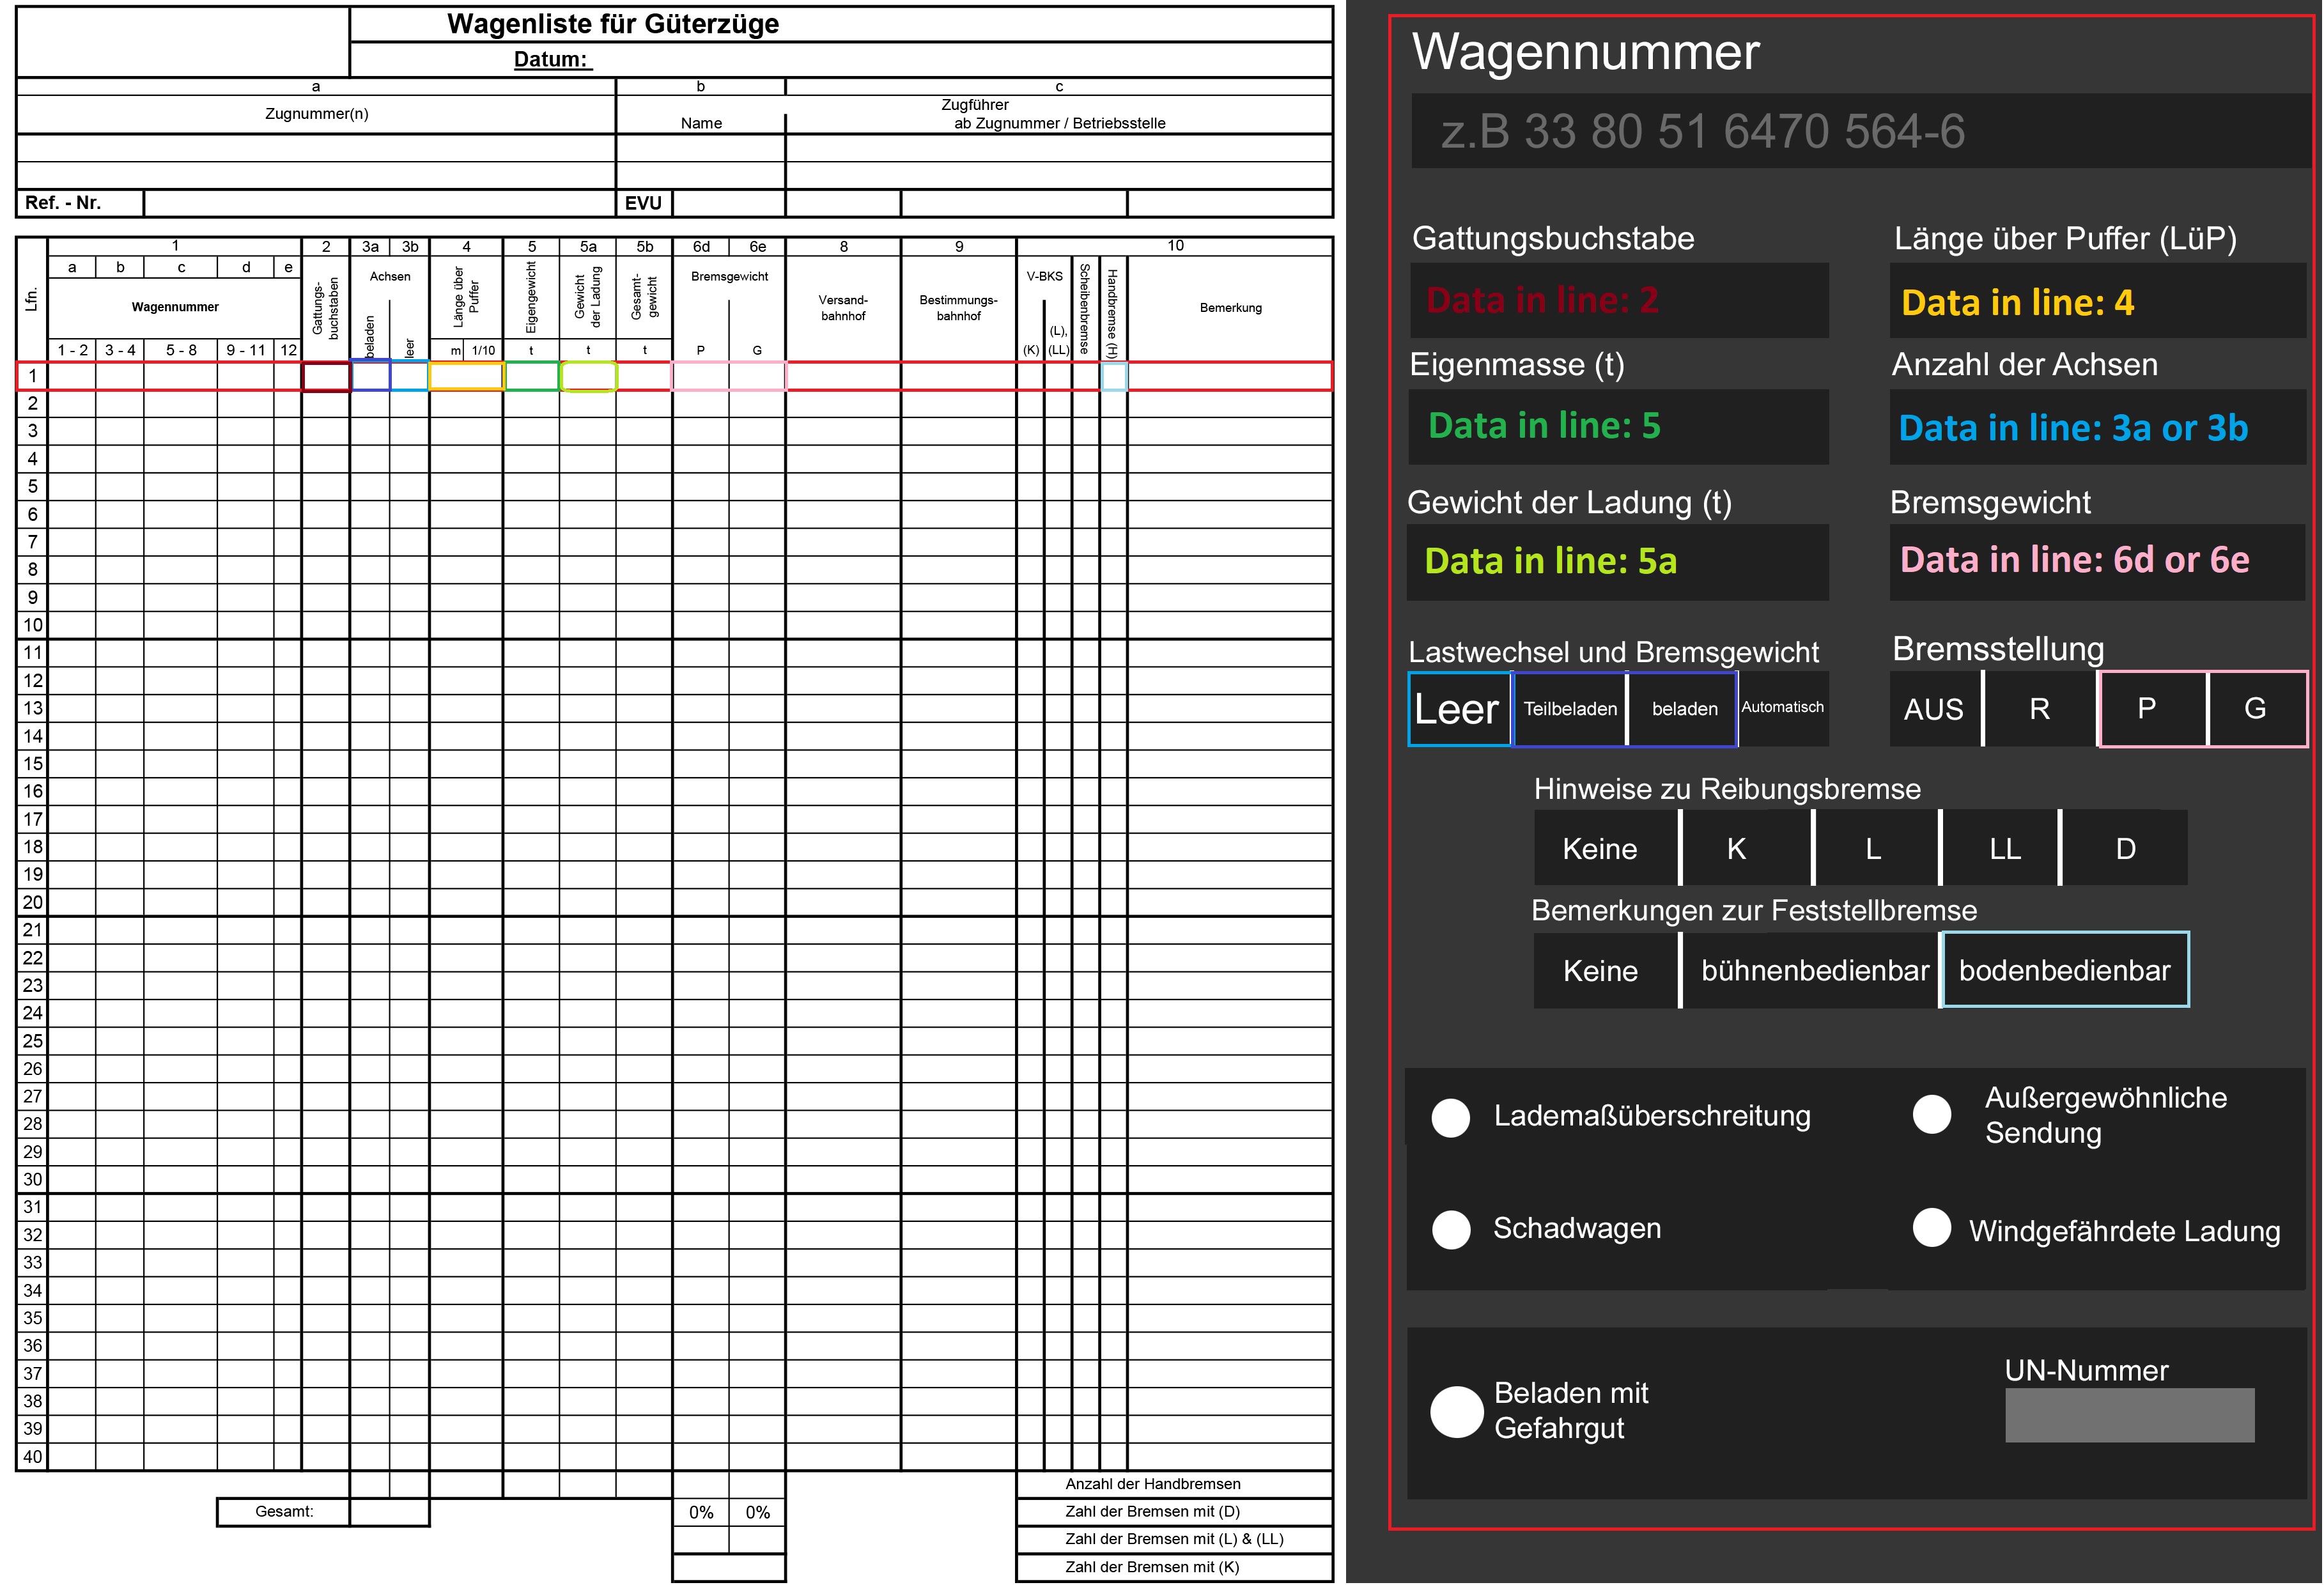 Wagenliste für Güterzüge
Datum:
a b c
Zugnummer(n) Name Zugführer
ab Zugnummer / Betriebsstelle
Ref. - Nr. EVU
Lfn. 1 2 3a 3b 4 5 5a 5b 6d 6e 8 9 10
a b c d e
Wagennummer
Gattungs-
buchstaben
Achsen
beladen
leer
Länge über
Puffer
Eigengewicht
Gewicht
der Ladung
Gesamt-
gewicht
Bremsgewicht
Versand-
bahnhof
Bestimmungs-
bahnhof
V-BKS
Scheibenbremse
Handbremse (H)
Bemerkung
(L),
1 - 2 3 - 4 5 - 8 9 - 11 12 m 1/10 t t t P G (K) (LL)
1
2
3
4
5
6
7
8
9
10
11
12
13
14
15
16
17
18
19
20
21
22
23
24
25
26
27
28
29
30
31
32
33
34
35
36
37
38
39
40
Anzahl der Handbremsen
Gesamt: 0% 0% Zahl der Bremsen mit (D)
Zahl der Bremsen mit (L) & (LL)
Zahl der Bremsen mit (K)
Wagennummer
z.B 33 80 51 6470 564-6
Gattungsbuchstabe Länge über Puffer (LüP)
Data in line: 2 Data in line: 4
Eigenmasse (t) Anzahl der Achsen
Data in line: 5 Data in line: 3a or 3b
Gewicht der Ladung (t) Bremsgewicht
Data in line: 5a Data in line: 6d or 6e
Lastwechsel und Bremsgewicht Bremsstellung
Leer Teilbeladen beladen Automatisch AUS R P G
Hinweise zu Reibungsbremse
Keine K L LL D
Bemerkungen zur Feststellbremse
Keine bühnenbedienbar bodenbedienbar
Lademaßüberschreitung Außergewöhnliche
Sendung
Schadwagen Windgefährdete Ladung
UN-Nummer
Beladen mit
Gefahrgut